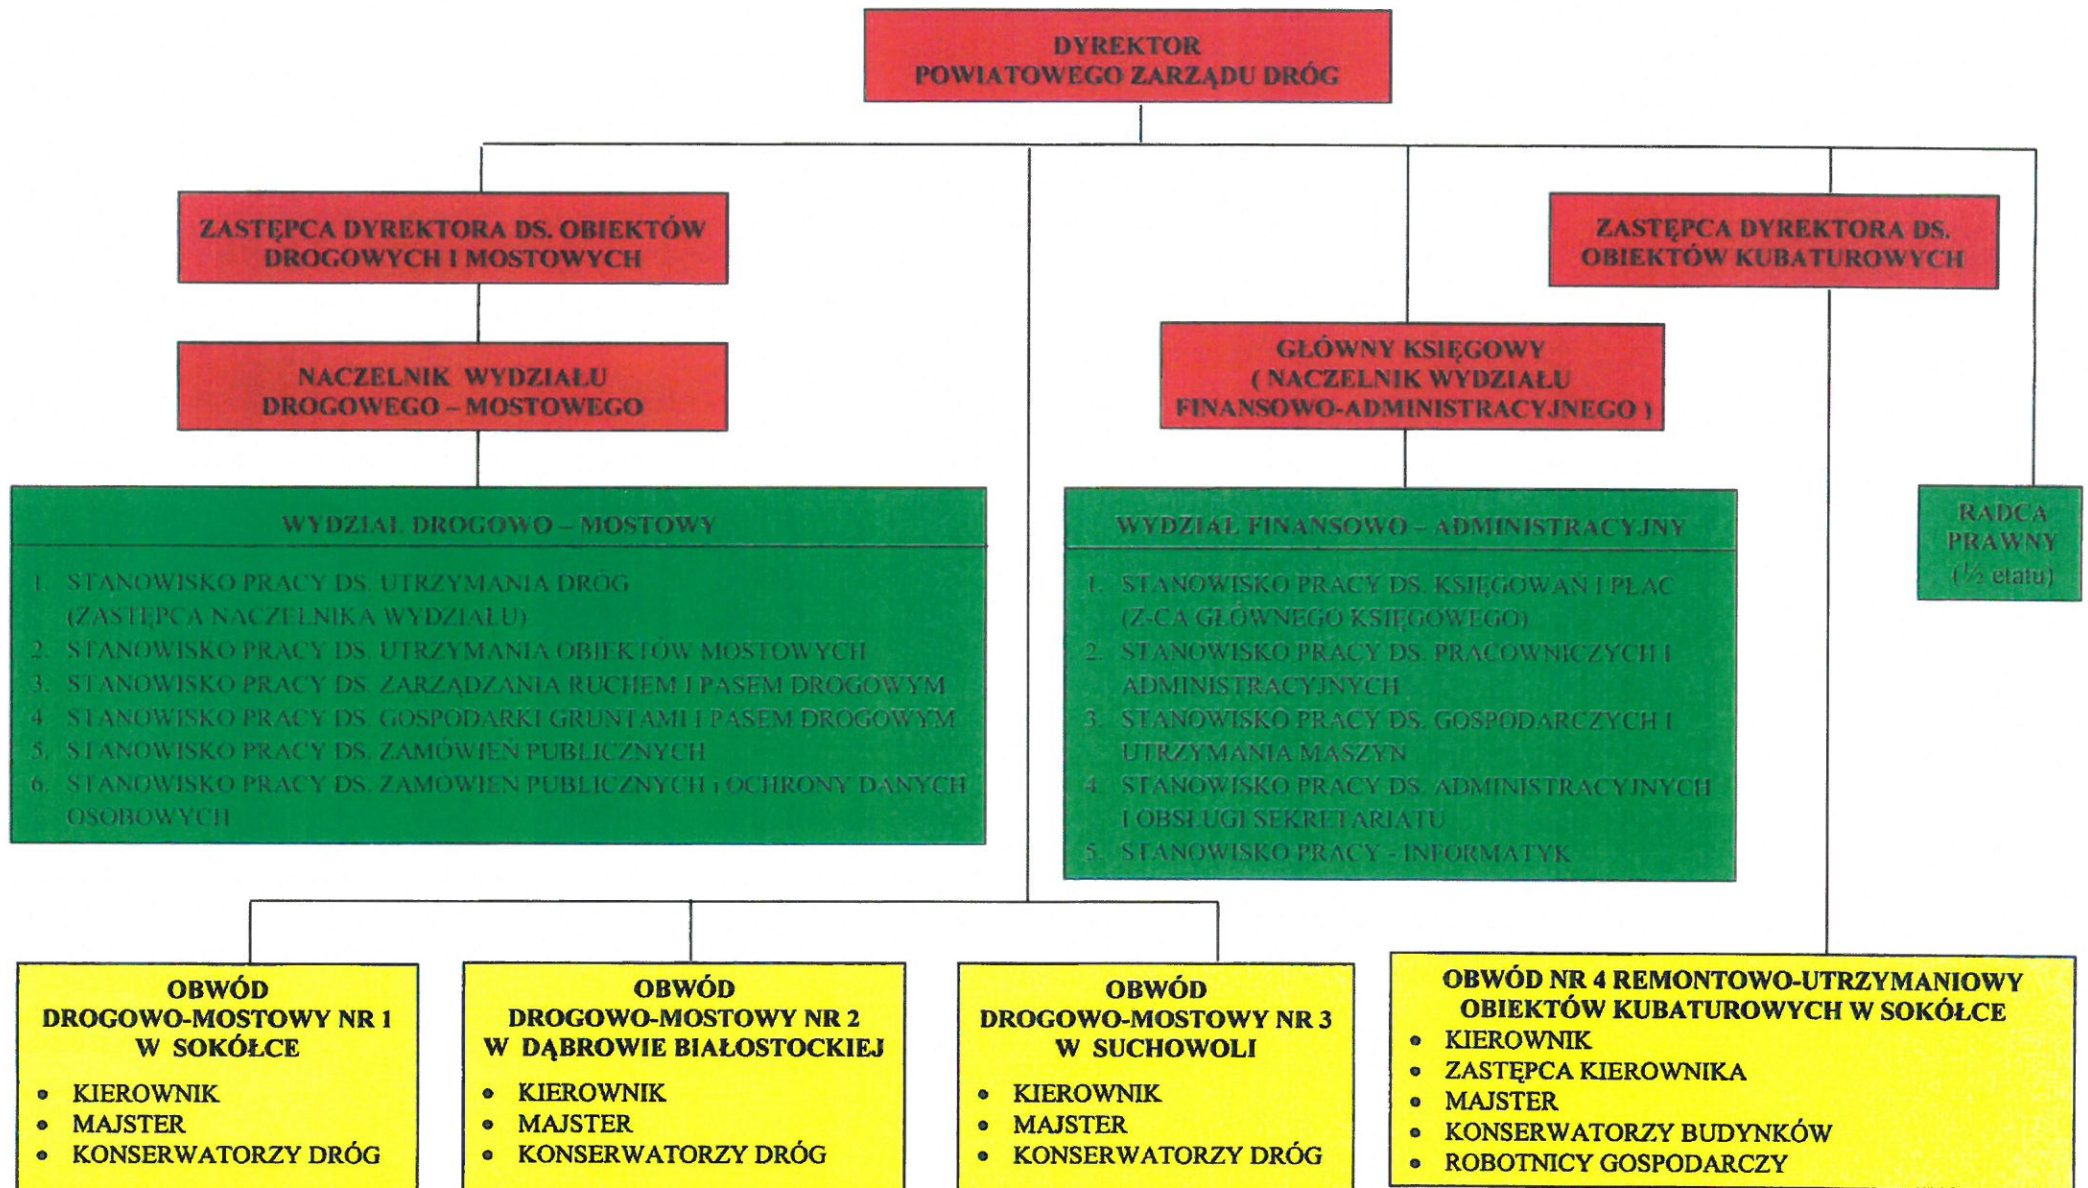 DYREKTOR
POWIATOWEGO ZARZĄDU DRÓG
ZASTĘPCA DYREKTORA DS. OBIEKTÓW
DROGOWYCH I MOSTOWYCH
ZASTĘPCA DYREKTORA DS.
OBIEKTÓW KUBATUROWYCH
NACZELNIK WYDZIAŁU
DROGOWEGO – MOSTOWEGO
GŁÓWNY KSIĘGOWY
( NACZELNIK WYDZIAŁU
FINANSOWO-ADMINISTRACYJNEGO )
WYDZIAŁ DROGOWO – MOSTOWY
1. STANOWISKO PRACY DS. UTRZYMANIA DRÓG
(ZASTĘPCA NACZELNIKA WYDZIAŁU)
2. STANOWISKO PRACY DS. UTRZYMANIA OBIEKTÓW MOSTOWYCH
3. STANOWISKO PRACY DS. ZARZĄDZANIA RUCHEM I PASEM DROGOWYM
4. STANOWISKO PRACY DS. GOSPODARKI GRUNTAMI I PASEM DROGOWYM
5. STANOWISKO PRACY DS. ZAMÓWIEŃ PUBLICZNYCH
6. STANOWISKO PRACY DS. ZAMÓWIEŃ PUBLICZNYCH i OCHRONY DANYCH
OSOBOWYCH
WYDZIAŁ FINANSOWO – ADMINISTRACYJNY
1. STANOWISKO PRACY DS. KSIĘGOWAŃ I PŁAC
(Z-CA GŁÓWNEGO KSIĘGOWEGO)
2. STANOWISKO PRACY DS. PRACOWNICZYCH I
ADMINISTRACYJNYCH
3. STANOWISKO PRACY DS. GOSPODARCZYCH I
UTRZYMANIA MASZYN
4. STANOWISKO PRACY DS. ADMINISTRACYJNYCH
I OBSŁUGI SEKRETARIATU
5. STANOWISKO PRACY - INFORMATYK
RADCA
PRAWNY
(½ etatu)
OBWÓD
DROGOWO-MOSTOWY NR 1
W SOKÓŁCE
• KIEROWNIK
• MAJSTER
• KONSERWATORZY DRÓG
OBWÓD
DROGOWO-MOSTOWY NR 2
W DĄBROWIE BIAŁOSTOCKIEJ
• KIEROWNIK
• MAJSTER
• KONSERWATORZY DRÓG
OBWÓD
DROGOWO-MOSTOWY NR 3
W SUCHOWOLI
• KIEROWNIK
• MAJSTER
• KONSERWATORZY DRÓG
OBWÓD NR 4 REMONTOWO-UTRZYMANIOWY
OBIEKTÓW KUBATUROWYCH W SOKÓŁCE
• KIEROWNIK
• ZASTĘPCA KIEROWNIKA
• MAJSTER
• KONSERWATORZY BUDYNKÓW
• ROBOTNICY GOSPODARCZY